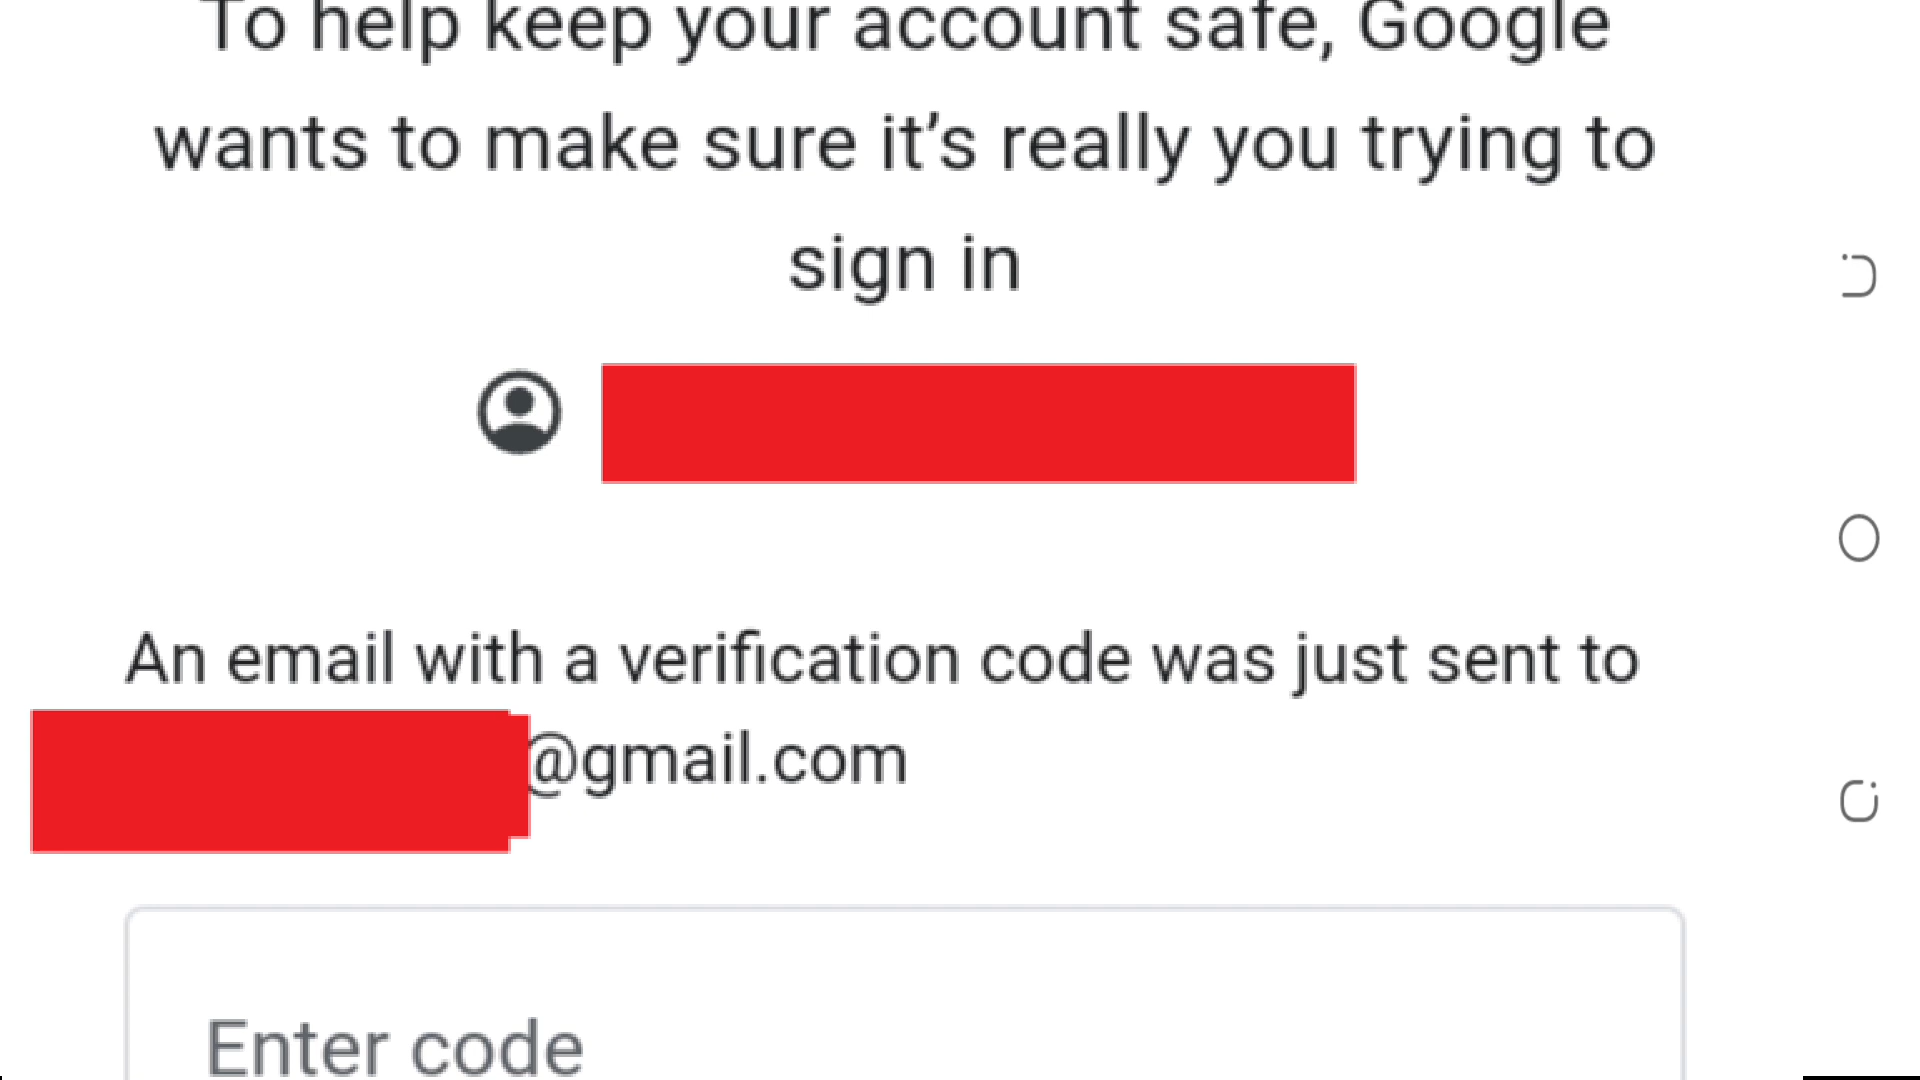 To help keep your account safe, Google
wants to make sure it’s really you trying to
sign in
An email with a verification code was just sent to
@gmail.com
Enter code